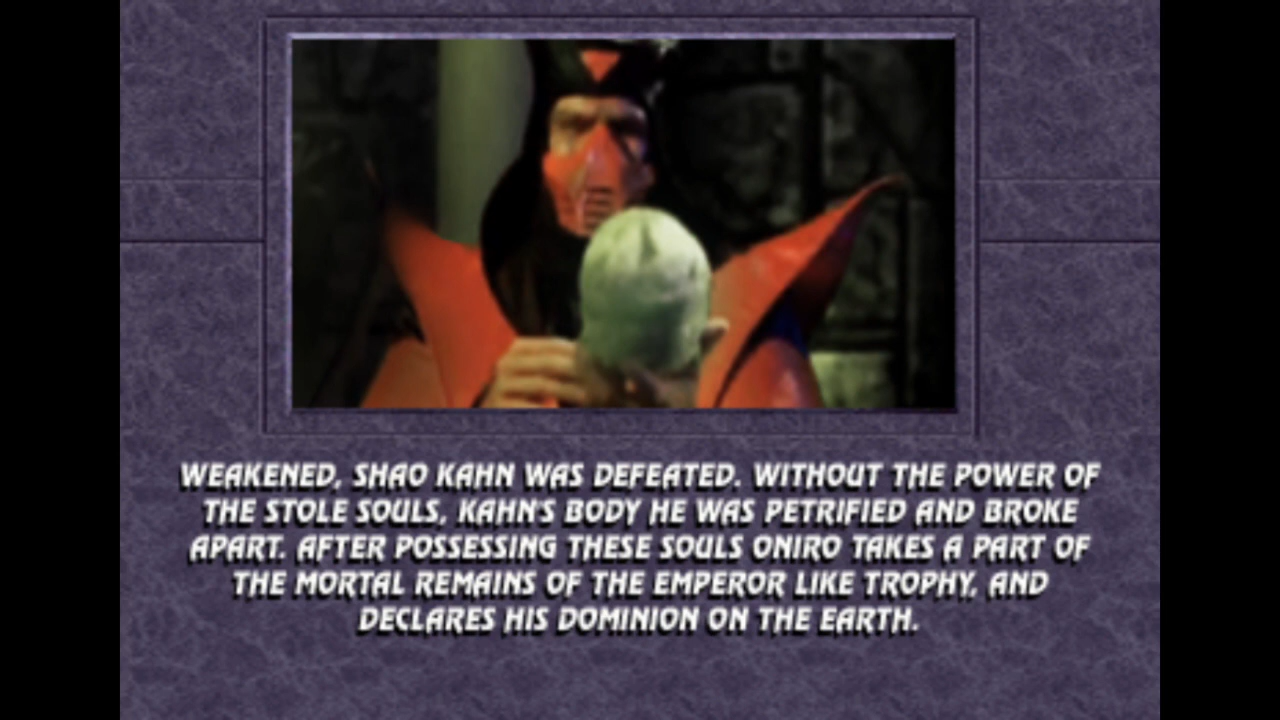 WEAKENED, SHAO KAHN WAS DEFEATED. WITHOUT THE POWER OF
THE STOLE SOULS, KAHN'S BODY HE WAS PETRIFIED AND BROKE
APART. AFTER POSSESSING THESE SOULS ONIRO TAKES A PART OF
THE MORTAL REMAINS OF THE EMPEROR LIKE TROPHY, AND
DECLARES HIS DOMINION ON THE EARTH.